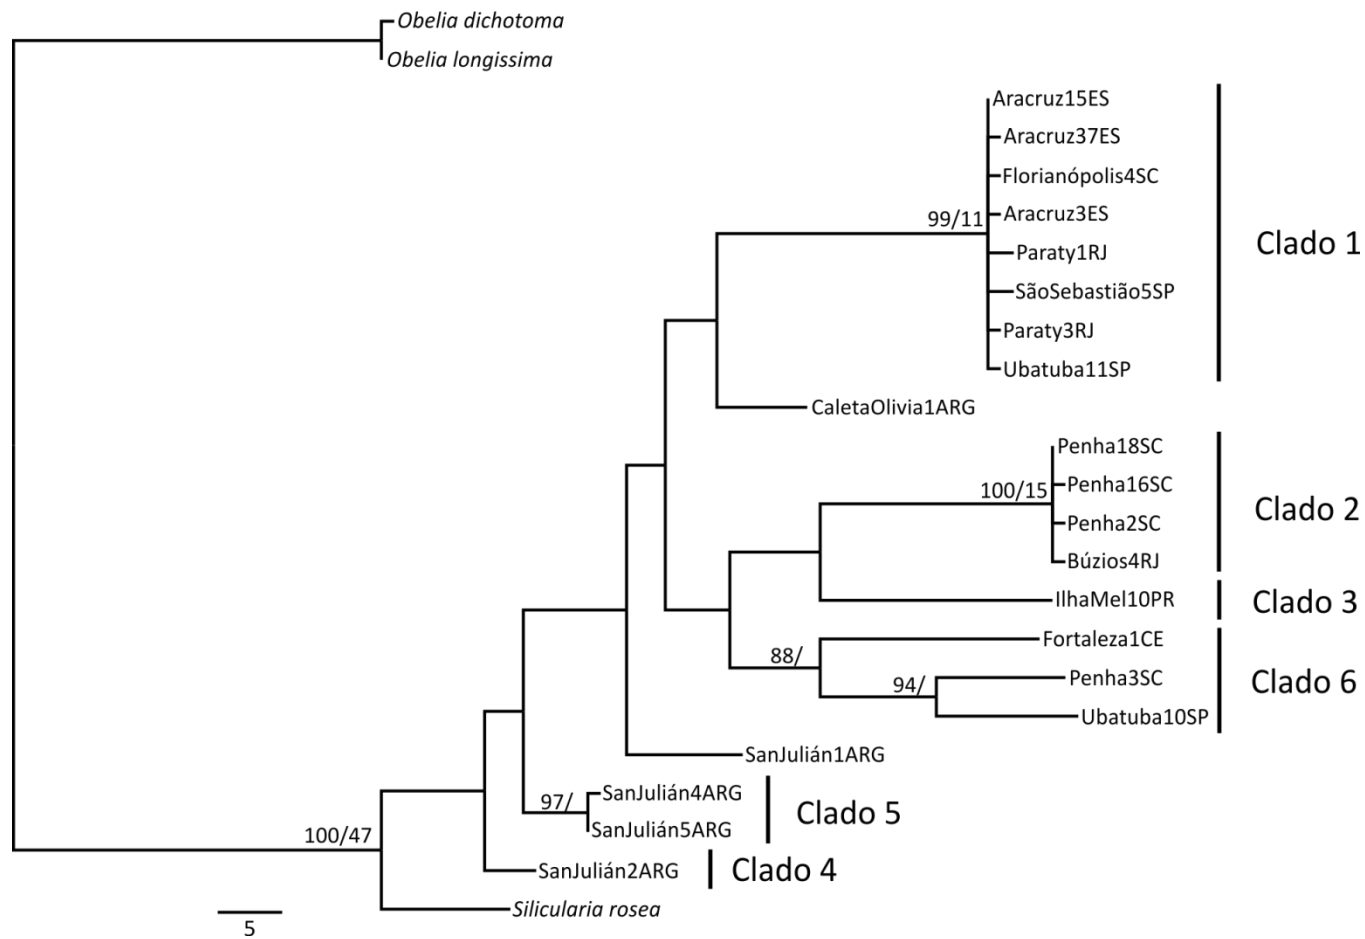 Obelia dichotoma
Obelia longissima
Aracruz15ES
Aracruz37ES
Florianópolis4SC
Aracruz3ES
99/11
Clado 1
Paraty1RJ
SãoSebastião5SP
Paraty3RJ
Ubatuba11SP
CaletaOlivia1ARG
Penha18SC
Penha16SC
100/15
Clado 2
Penha2SC
Búzios4RJ
IlhaMel10PR
Clado 3
Fortaleza1CE
88/
Penha3SC
94/
Clado 6
Ubatuba10SP
SanJulián1ARG
SanJulián4ARG
97/
Clado 5
SanJulián5ARG
100/47
SanJulián2ARG
Clado 4
Silicularia rosea
5